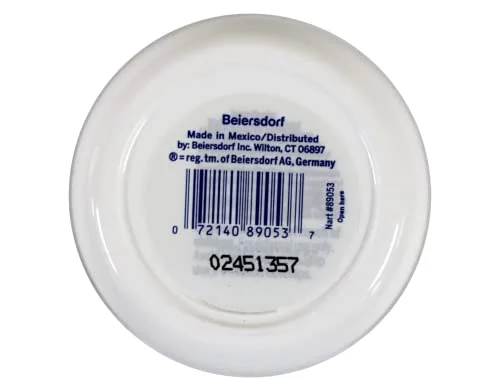 Beiersdorf
Made in Mexico/Distributed
by: Beiersdorf Inc. Wilton, CT 06897
®=reg. tm. of Beiersdorf AG, Germany
0 72140 89053 7
Nart #89053
Open here
02451357